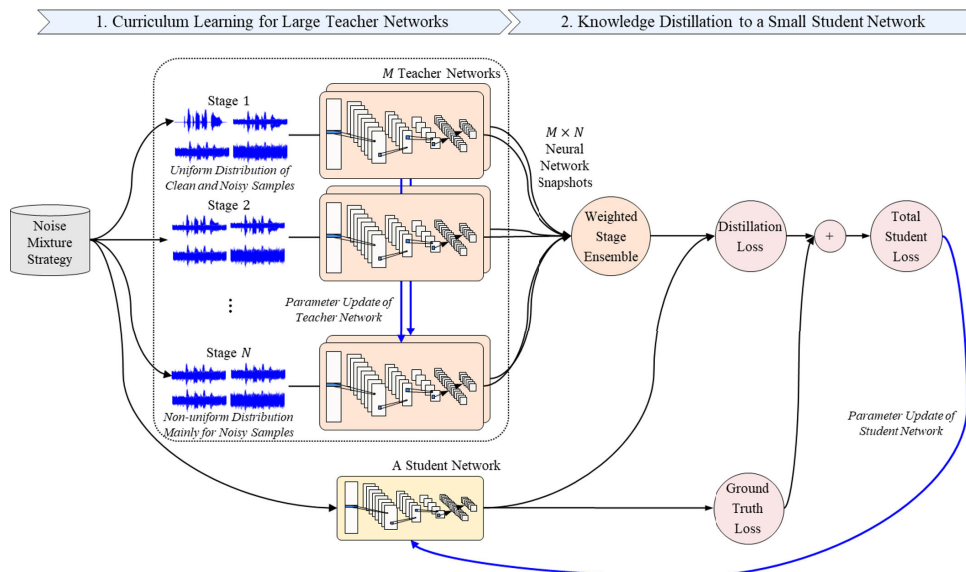 1. Curriculum Learning for Large Teacher Networks
2. Knowledge Distillation to a Small Student Network
M Teacher Networks
Stage 1
Uniform Distribution of
Clean and Noisy Samples
Stage 2
Parameter Update of
Teacher Network
⋮
Stage N
Non-uniform Distribution
Mainly for Noisy Samples
Noise
Mixture
Strategy
M × N
Neural
Network
Snapshots
Weighted
Stage
Ensemble
Distillation
Loss
+
Total
Student
Loss
Parameter Update of
Student Network
A Student Network
Ground
Truth
Loss